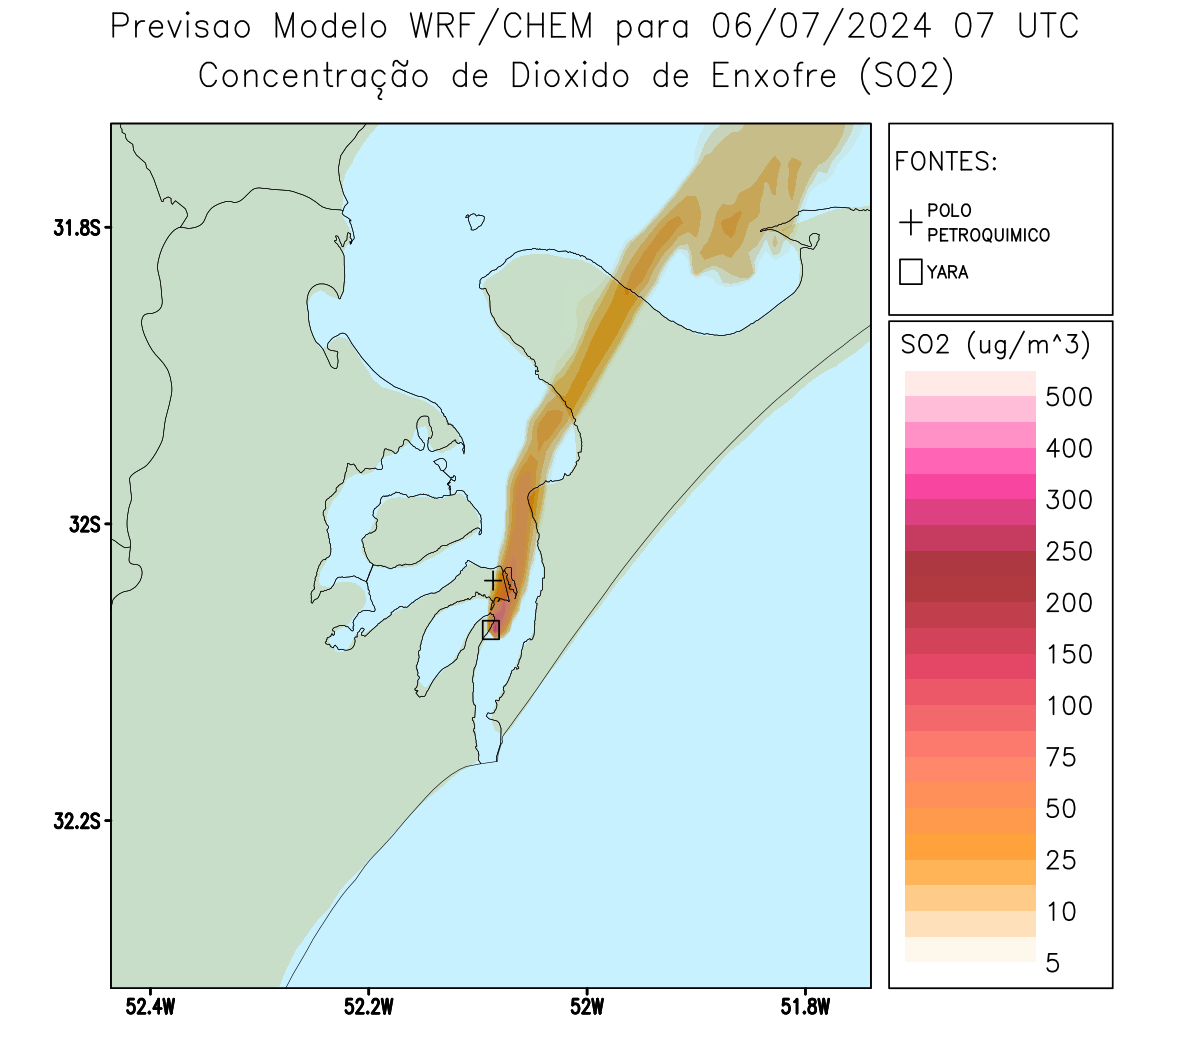 Previsao Modelo WRF/CHEM para 06/07/2024 07 UTC
Concentração de Dioxido de Enxofre (SO2)
FONTES:
POLO
PETROQUIMICO
YARA
31.8S
32S
32.2S
52.4W
52.2W
52W
51.8W
SO2 (ug/m^3)
500
400
300
250
200
150
100
75
50
25
10
5